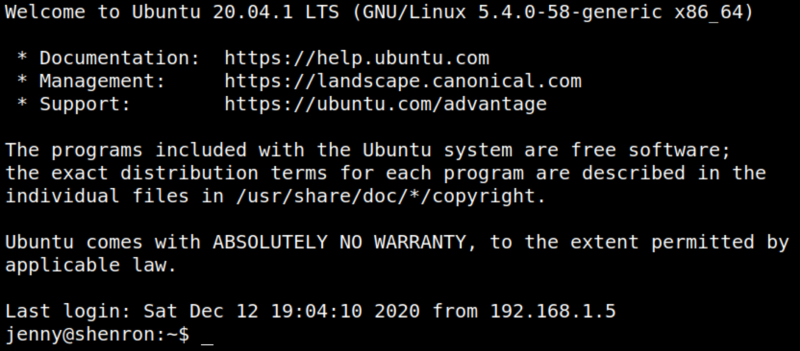 Welcome to Ubuntu 20.04.1 LTS (GNU/Linux 5.4.0-58-generic x86_64)
* Documentation:  https://help.ubuntu.com
* Management:     https://landscape.canonical.com
* Support:        https://ubuntu.com/advantage
The programs included with the Ubuntu system are free software;
the exact distribution terms for each program are described in the
individual files in /usr/share/doc/*/copyright.
Ubuntu comes with ABSOLUTELY NO WARRANTY, to the extent permitted by
applicable law.
Last login: Sat Dec 12 19:04:10 2020 from 192.168.1.5
jenny@shenron:~$ _